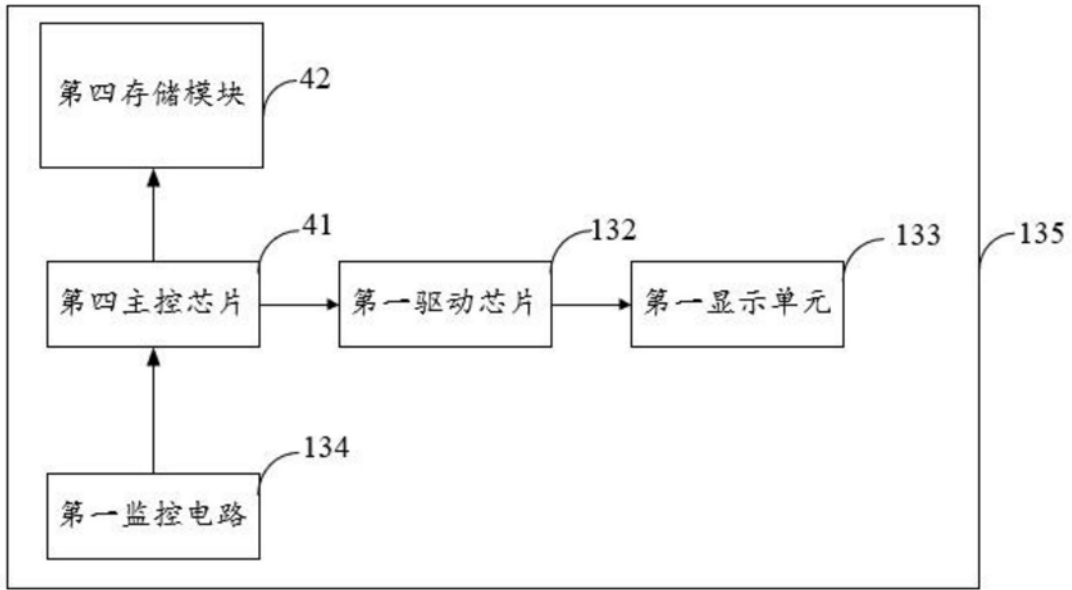 第四存储模块
42
41
132
133
135
第四主控芯片
第一驱动芯片
第一显示单元
134
第一监控电路